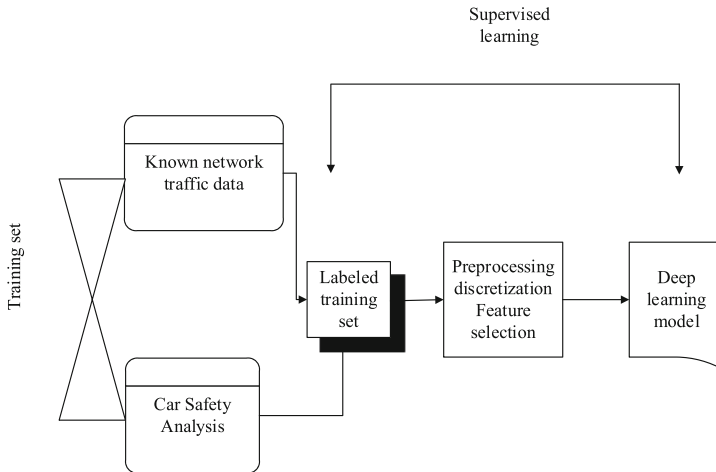 Supervised
learning
Known network
traffic data
Training set
Labeled
training
set
Preprocessing
discretization
Feature
selection
Deep
learning
model
Car Safety
Analysis